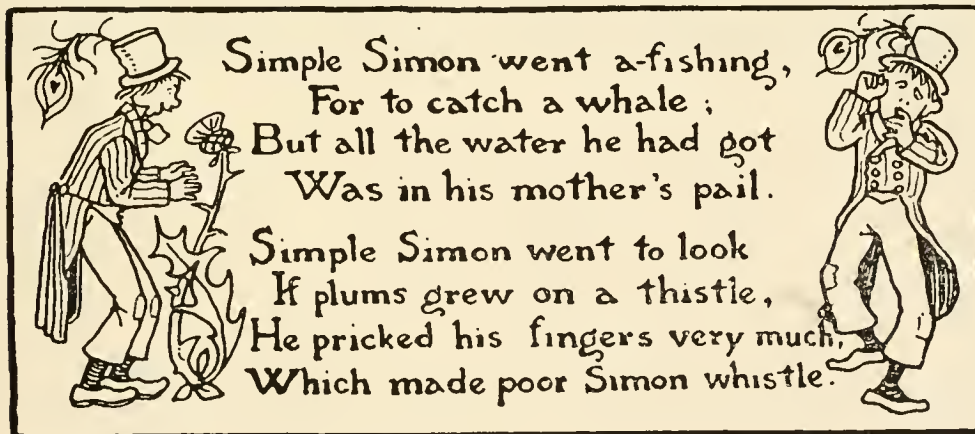 Simple Simon went a-fishing,
For to catch a whale ;
But all the water he had got
Was in his mother's pail.
Simple Simon went to look
If plums grew on a thistle,
He pricked his fingers very much,
Which made poor Simon whistle.